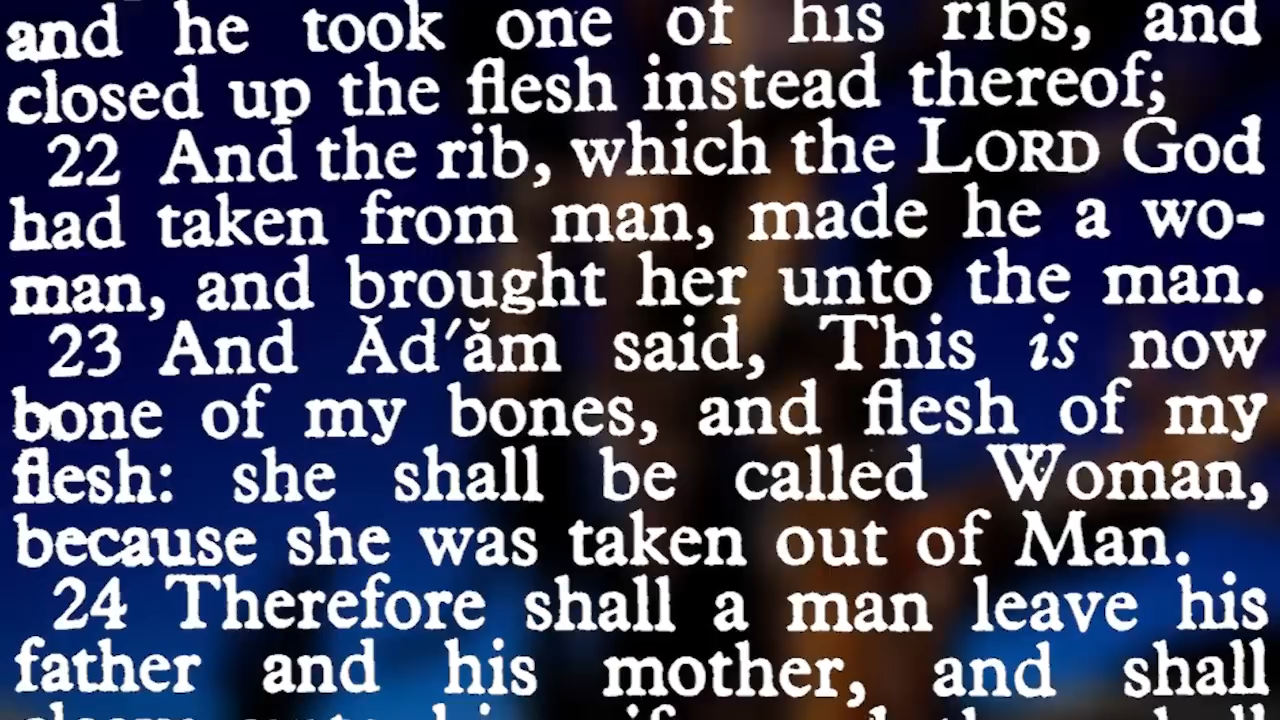 and he took one of his ribs, and
closed up the flesh instead thereof;
22 And the rib, which the LORD God
had taken from man, made he a wo-
man, and brought her unto the man.
23 And Ăd′ăm said, This is now
bone of my bones, and flesh of my
flesh: she shall be called Woman,
because she was taken out of Man.
24 Therefore shall a man leave his
father and his mother, and shall